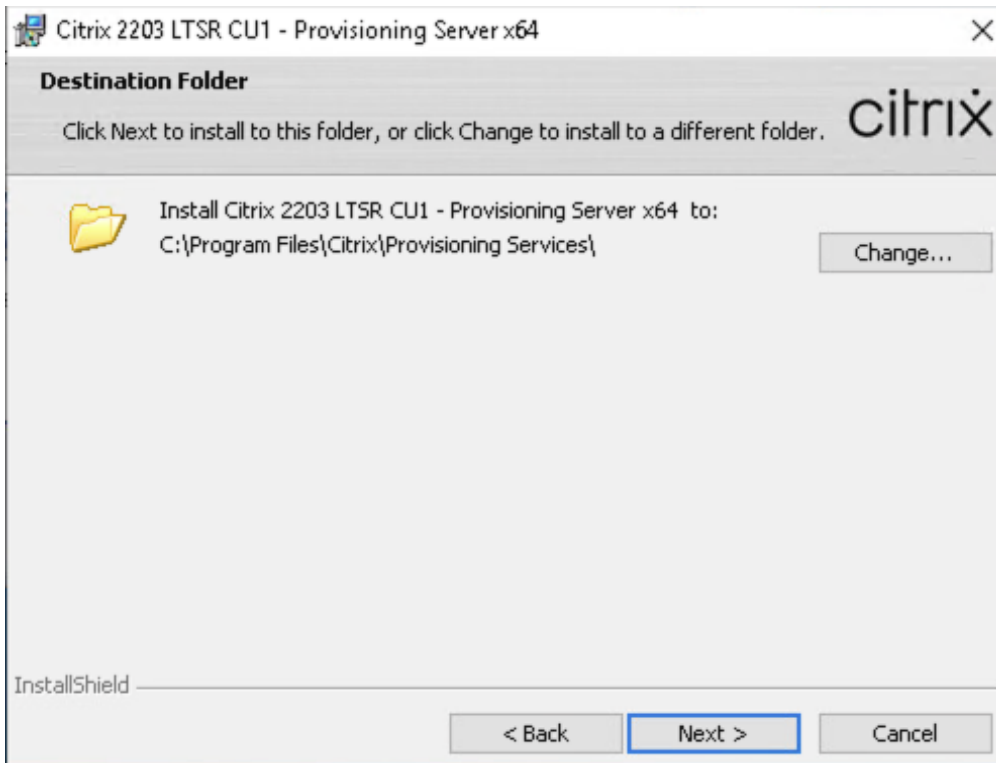 Citrix 2203 LTSR CU1 - Provisioning Server x64
Destination Folder
Click Next to install to this folder, or click Change to install to a different folder.
citrix
Install Citrix 2203 LTSR CU1 - Provisioning Server x64  to:
C:\Program Files\Citrix\Provisioning Services\
Change...
InstallShield
< Back
Next >
Cancel